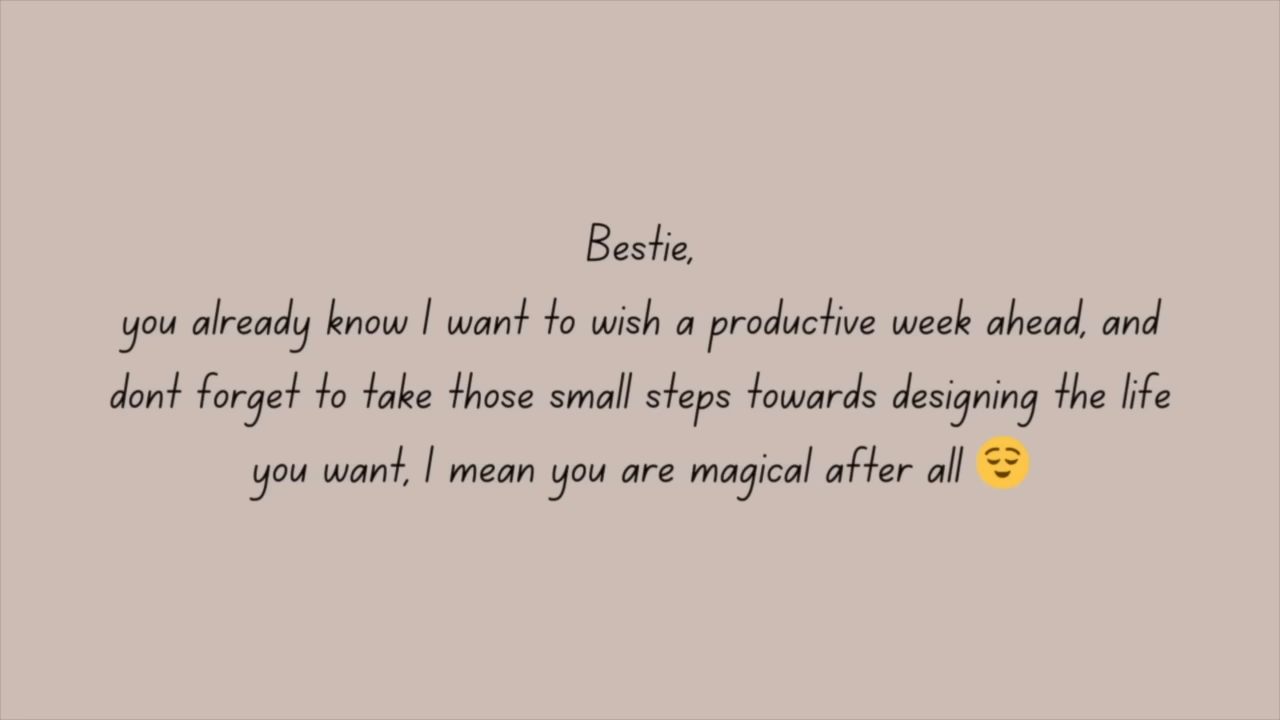 Bestie,
you already know I want to wish a productive week ahead, and
dont forget to take those small steps towards designing the life
you want, I mean you are magical after all 😌